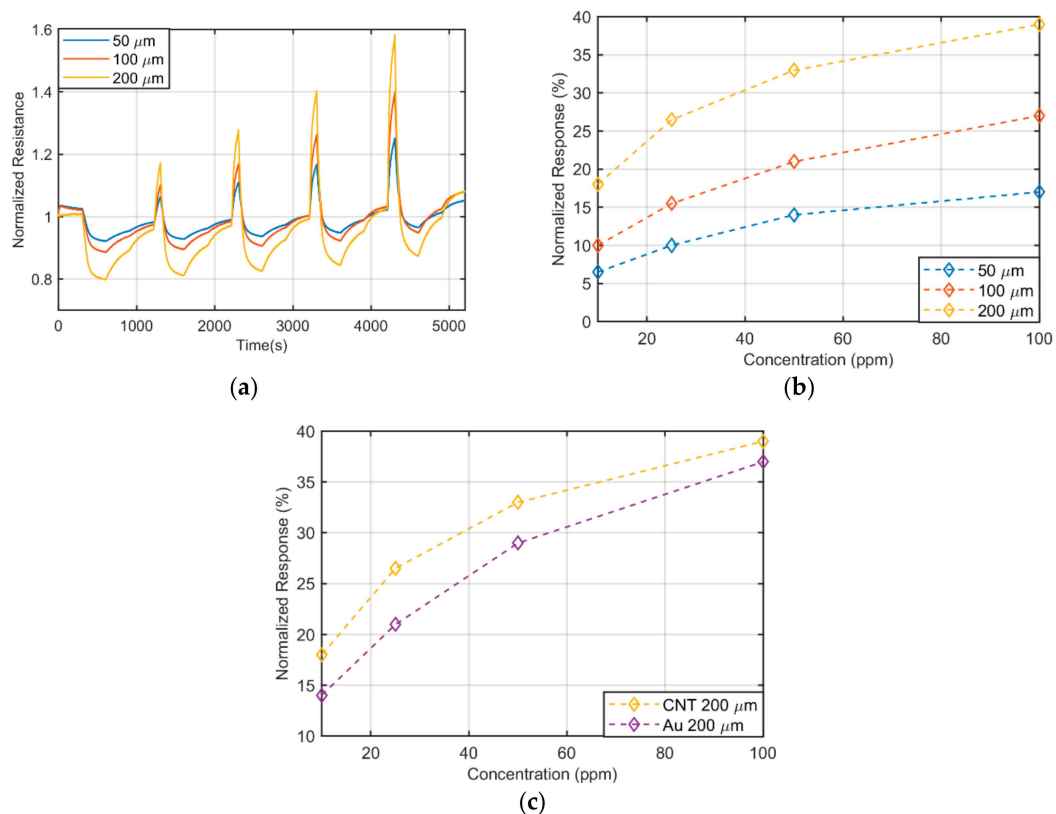 1.6
1.4
1.2
1
0.8
Normalized Resistance
50 μm
100 μm
200 μm
0 1000 2000 3000 4000 5000
Time(s)
(a)
40
35
30
25
20
15
10
5
0
Normalized Response (%)
50 μm
100 μm
200 μm
20 40 60 80 100
Concentration (ppm)
(b)
40
35
30
25
20
15
10
Normalized Response (%)
CNT 200 μm
Au 200 μm
20 40 60 80 100
Concentration (ppm)
(c)